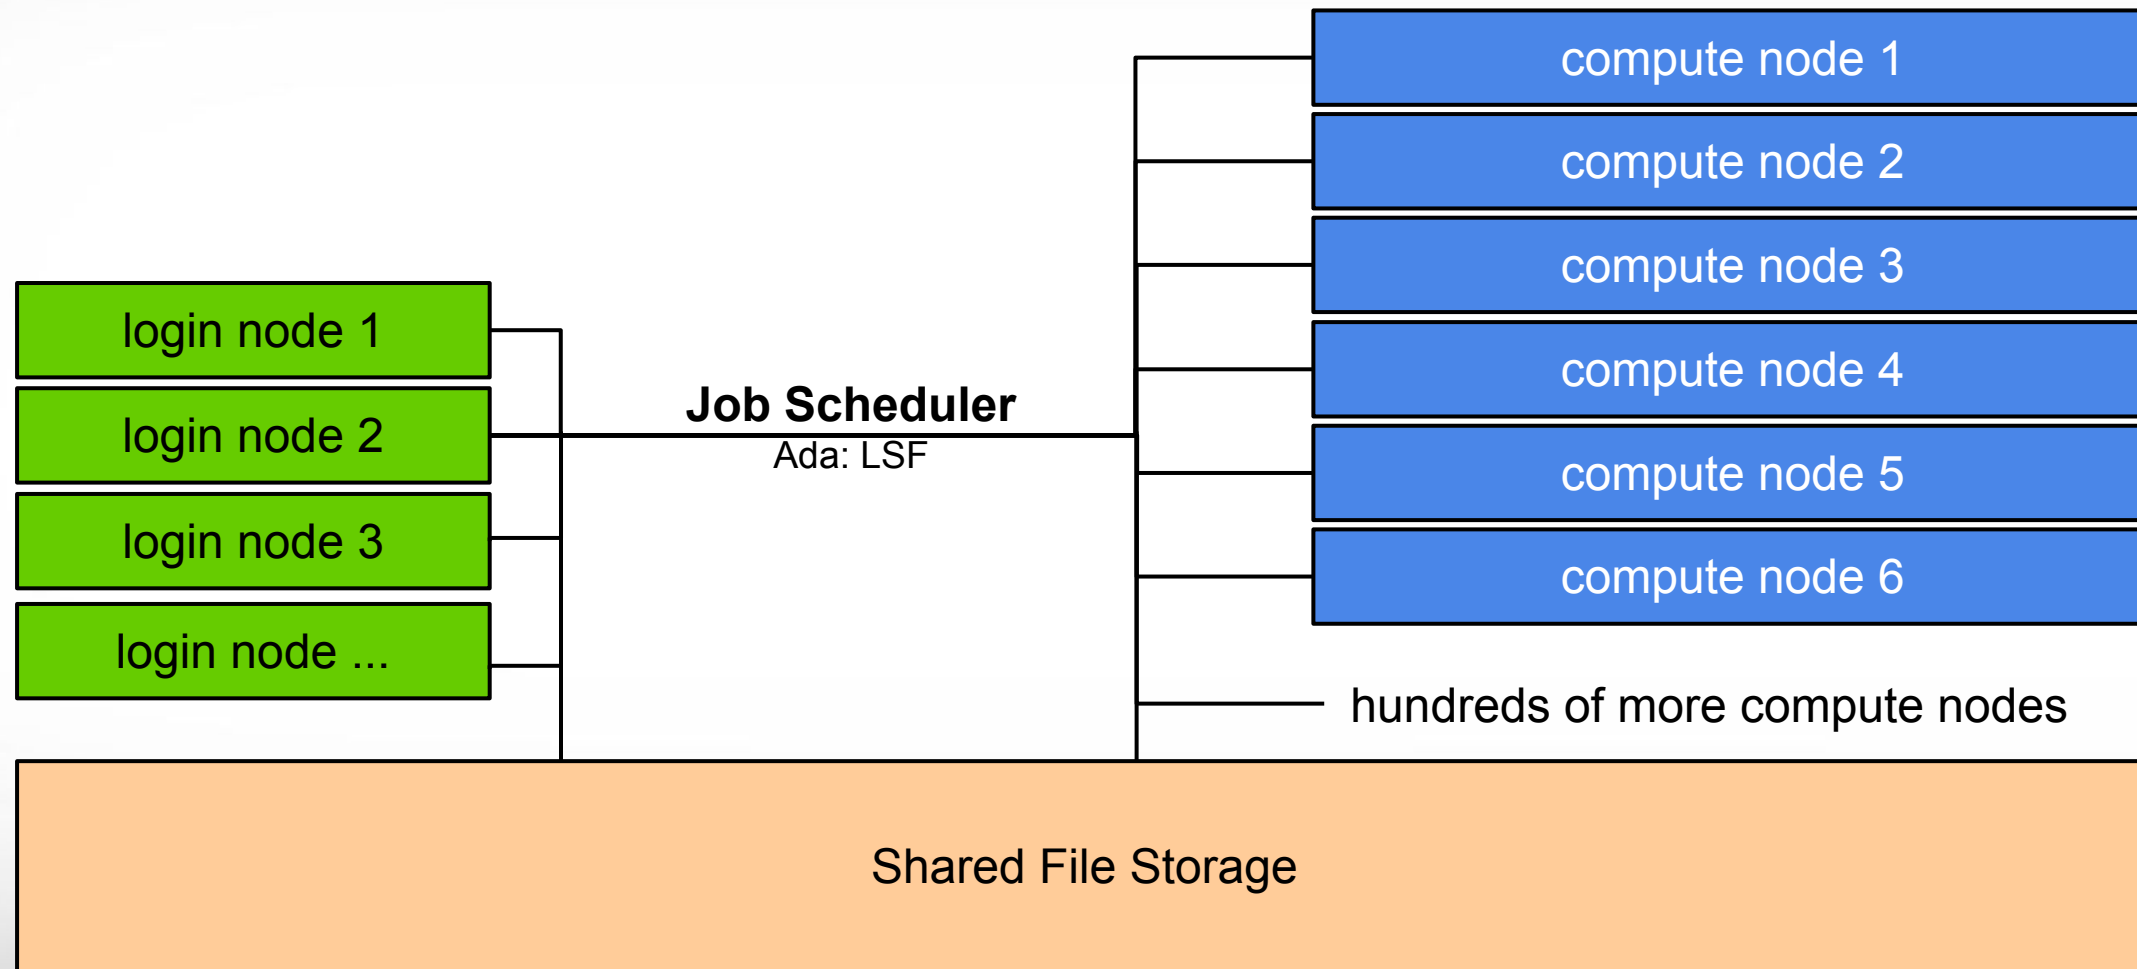 login node 1
login node 2
login node 3
login node ...
Job Scheduler
Ada: LSF
compute node 1
compute node 2
compute node 3
compute node 4
compute node 5
compute node 6
hundreds of more compute nodes
Shared File Storage